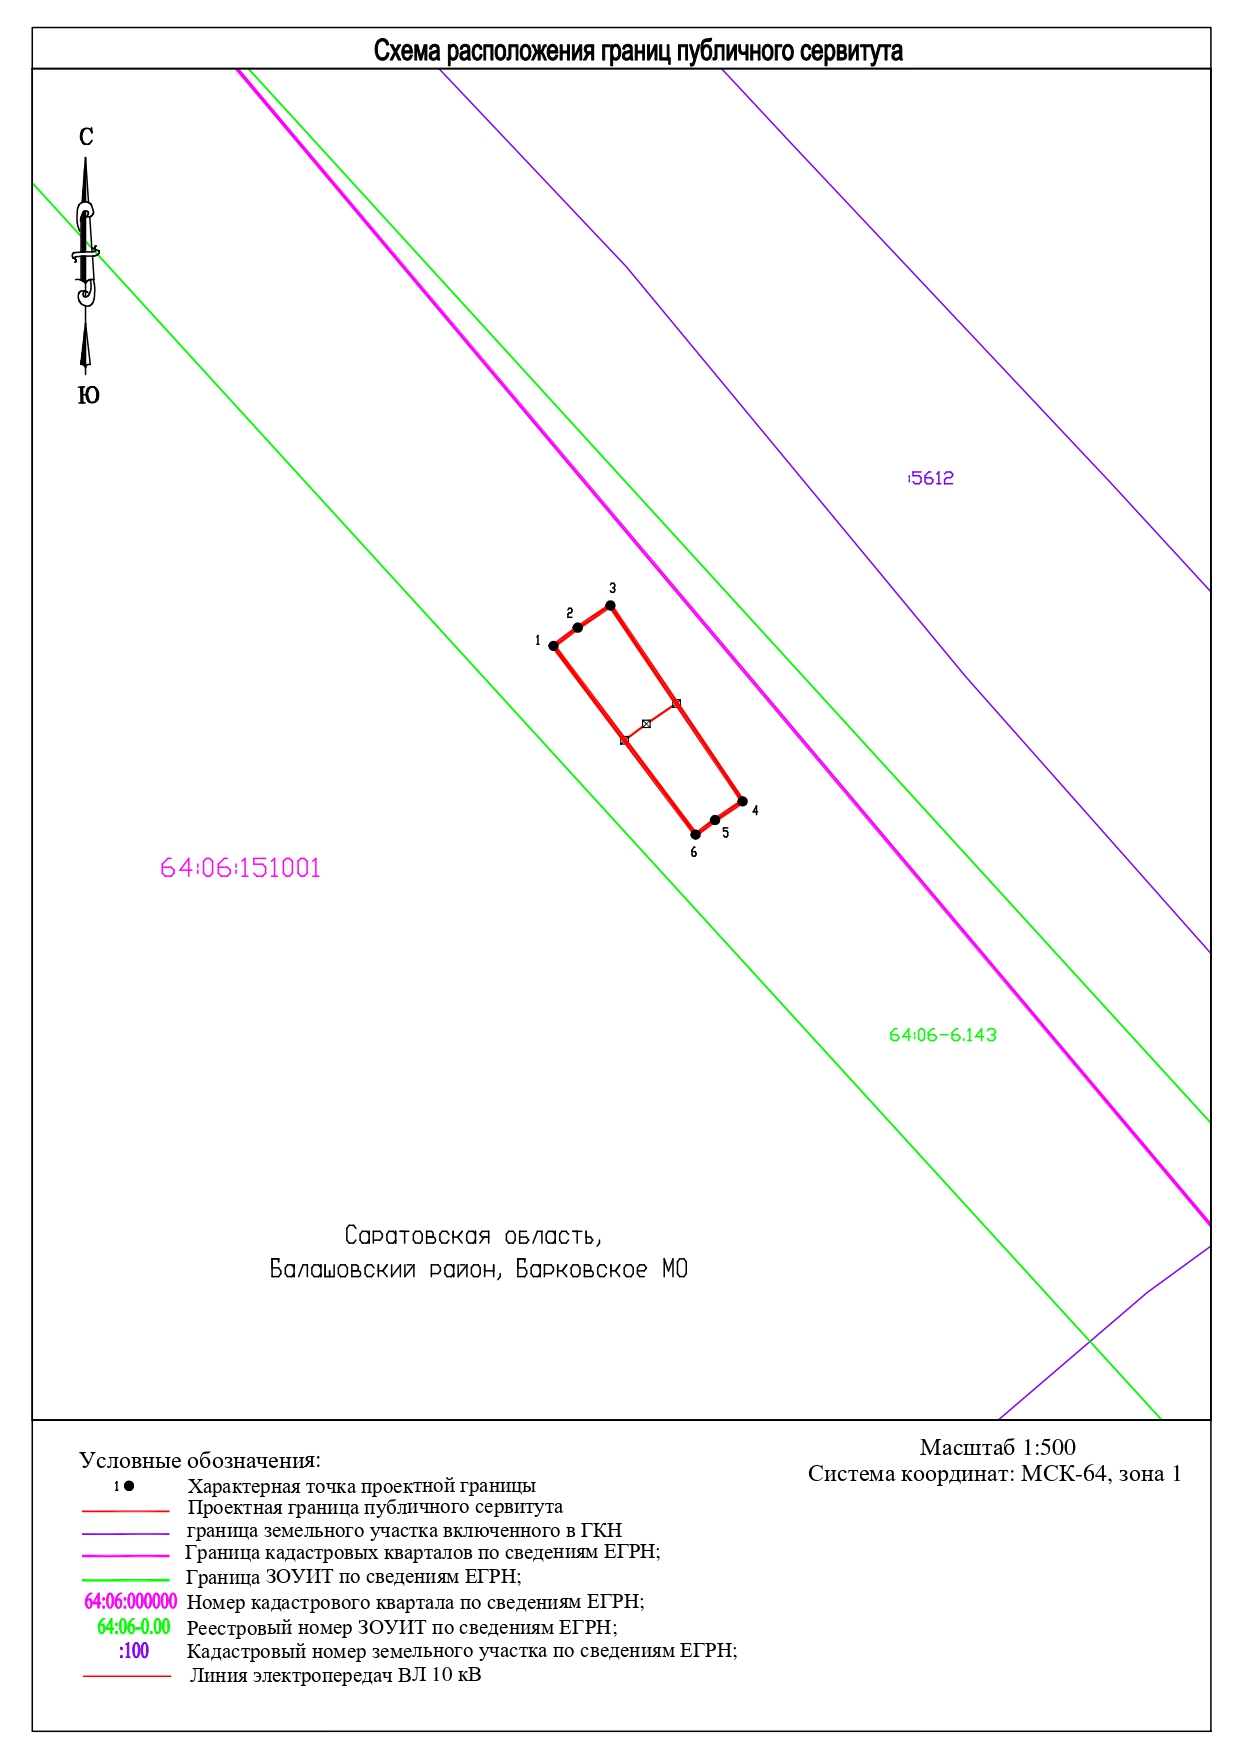 Схема расположения границ публичного сервитута
С
Ю
:5612
3
2
1
4
5
6
64:06:151001
64:06-6.143
Саратовская область,
Балашовский район, Барковское МО
Масштаб 1:500
Система координат: МСК-64, зона 1
Условные обозначения:
1 Характерная точка проектной границы
Проектная граница публичного сервитута
граница земельного участка включенного в ГКН
Граница кадастровых кварталов по сведениям ЕГРН;
Граница ЗОУИТ по сведениям ЕГРН;
64:06:000000 Номер кадастрового квартала по сведениям ЕГРН;
64:06-0.00 Реестровый номер ЗОУИТ по сведениям ЕГРН;
:100 Кадастровый номер земельного участка по сведениям ЕГРН;
Линия электропередач ВЛ 10 кВ